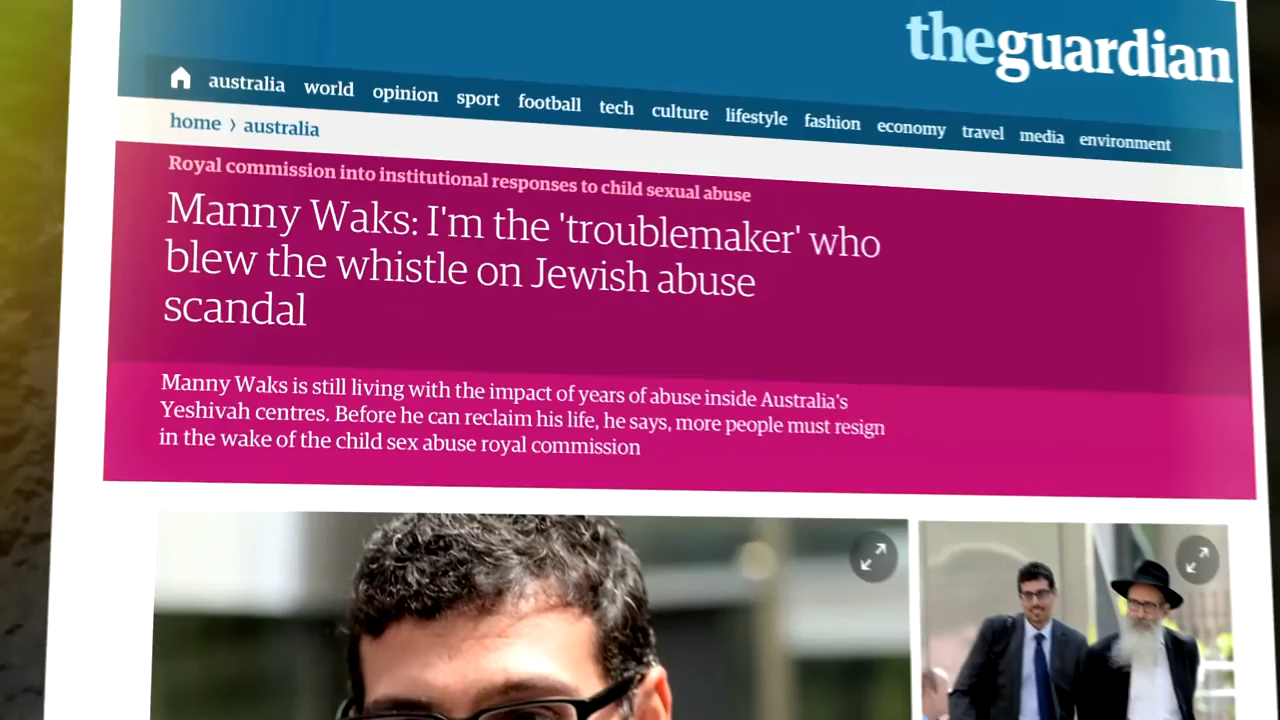 theguardian
australia world opinion sport football tech culture lifestyle fashion economy travel media environment
home > australia
Royal commission into institutional responses to child sexual abuse
Manny Waks: I'm the 'troublemaker' who
blew the whistle on Jewish abuse
scandal
Manny Waks is still living with the impact of years of abuse inside Australia's
Yeshivah centres. Before he can reclaim his life, he says, more people must resign
in the wake of the child sex abuse royal commission